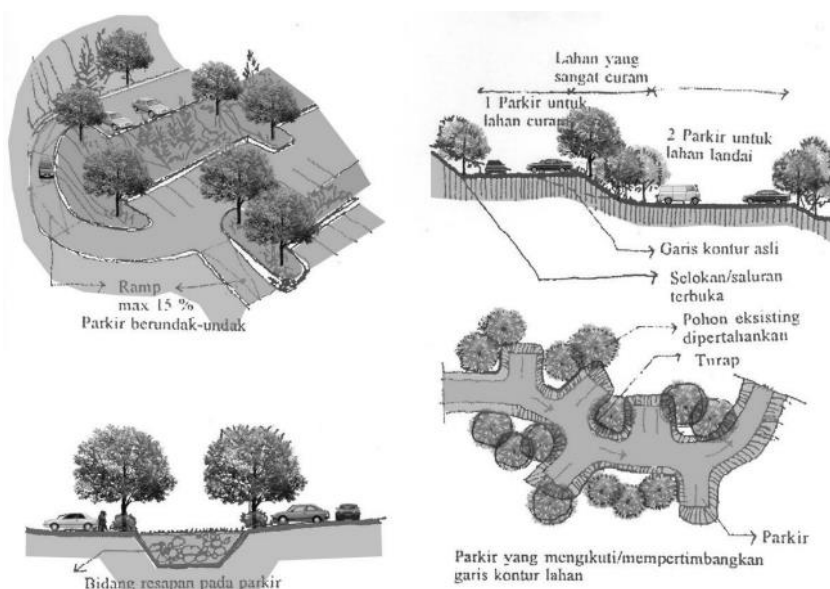 Ramp
max 15 %
Parkir berundak-undak
Lahan yang
sangat curam
1 Parkir untuk
lahan curam
2 Parkir untuk
lahan landai
Garis kontur asli
Selokan/saluran
terbuka
Pohon eksisting
dipertahankan
Turap
Parkir
Parkir yang mengikuti/mempertimbangkan
garis kontur lahan
Bidang resapan pada parkir